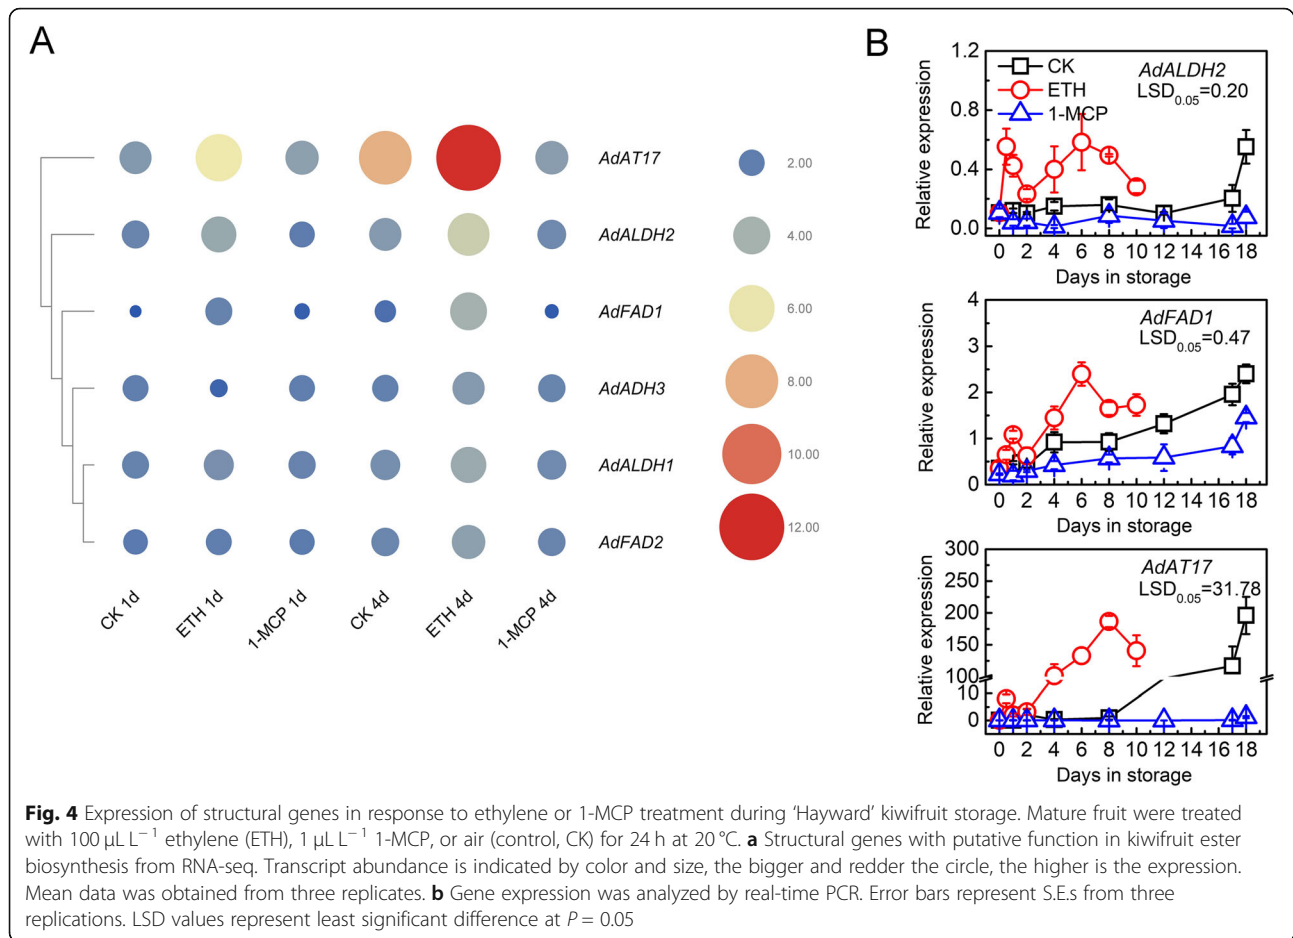 A
AdAT17
AdALDH2
AdFAD1
AdADH3
AdALDH1
AdFAD2
CK 1d
ETH 1d
1-MCP 1d
CK 4d
ETH 4d
1-MCP 4d
2.00
4.00
6.00
8.00
10.00
12.00
B
CK
ETH
1-MCP
AdALDH2
LSD0.05=0.20
Relative expression
1.2
0.8
0.4
0.0
0 2 4 6 8 10 12 14 16 18
Days in storage
AdFAD1
LSD0.05=0.47
Relative expression
4
3
2
1
0
0 2 4 6 8 10 12 14 16 18
Days in storage
AdAT17
LSD0.05=31.78
Relative expression
300
250
200
150
100
10
0
0 2 4 6 8 10 12 14 16 18
Days in storage
Fig. 4 Expression of structural genes in response to ethylene or 1-MCP treatment during ‘Hayward’ kiwifruit storage. Mature fruit were treated
with 100 μL L⁻¹ ethylene (ETH), 1 μL L⁻¹ 1-MCP, or air (control, CK) for 24 h at 20 °C. a Structural genes with putative function in kiwifruit ester
biosynthesis from RNA-seq. Transcript abundance is indicated by color and size, the bigger and redder the circle, the higher is the expression.
Mean data was obtained from three replicates. b Gene expression was analyzed by real-time PCR. Error bars represent S.E.s from three
replications. LSD values represent least significant difference at P = 0.05